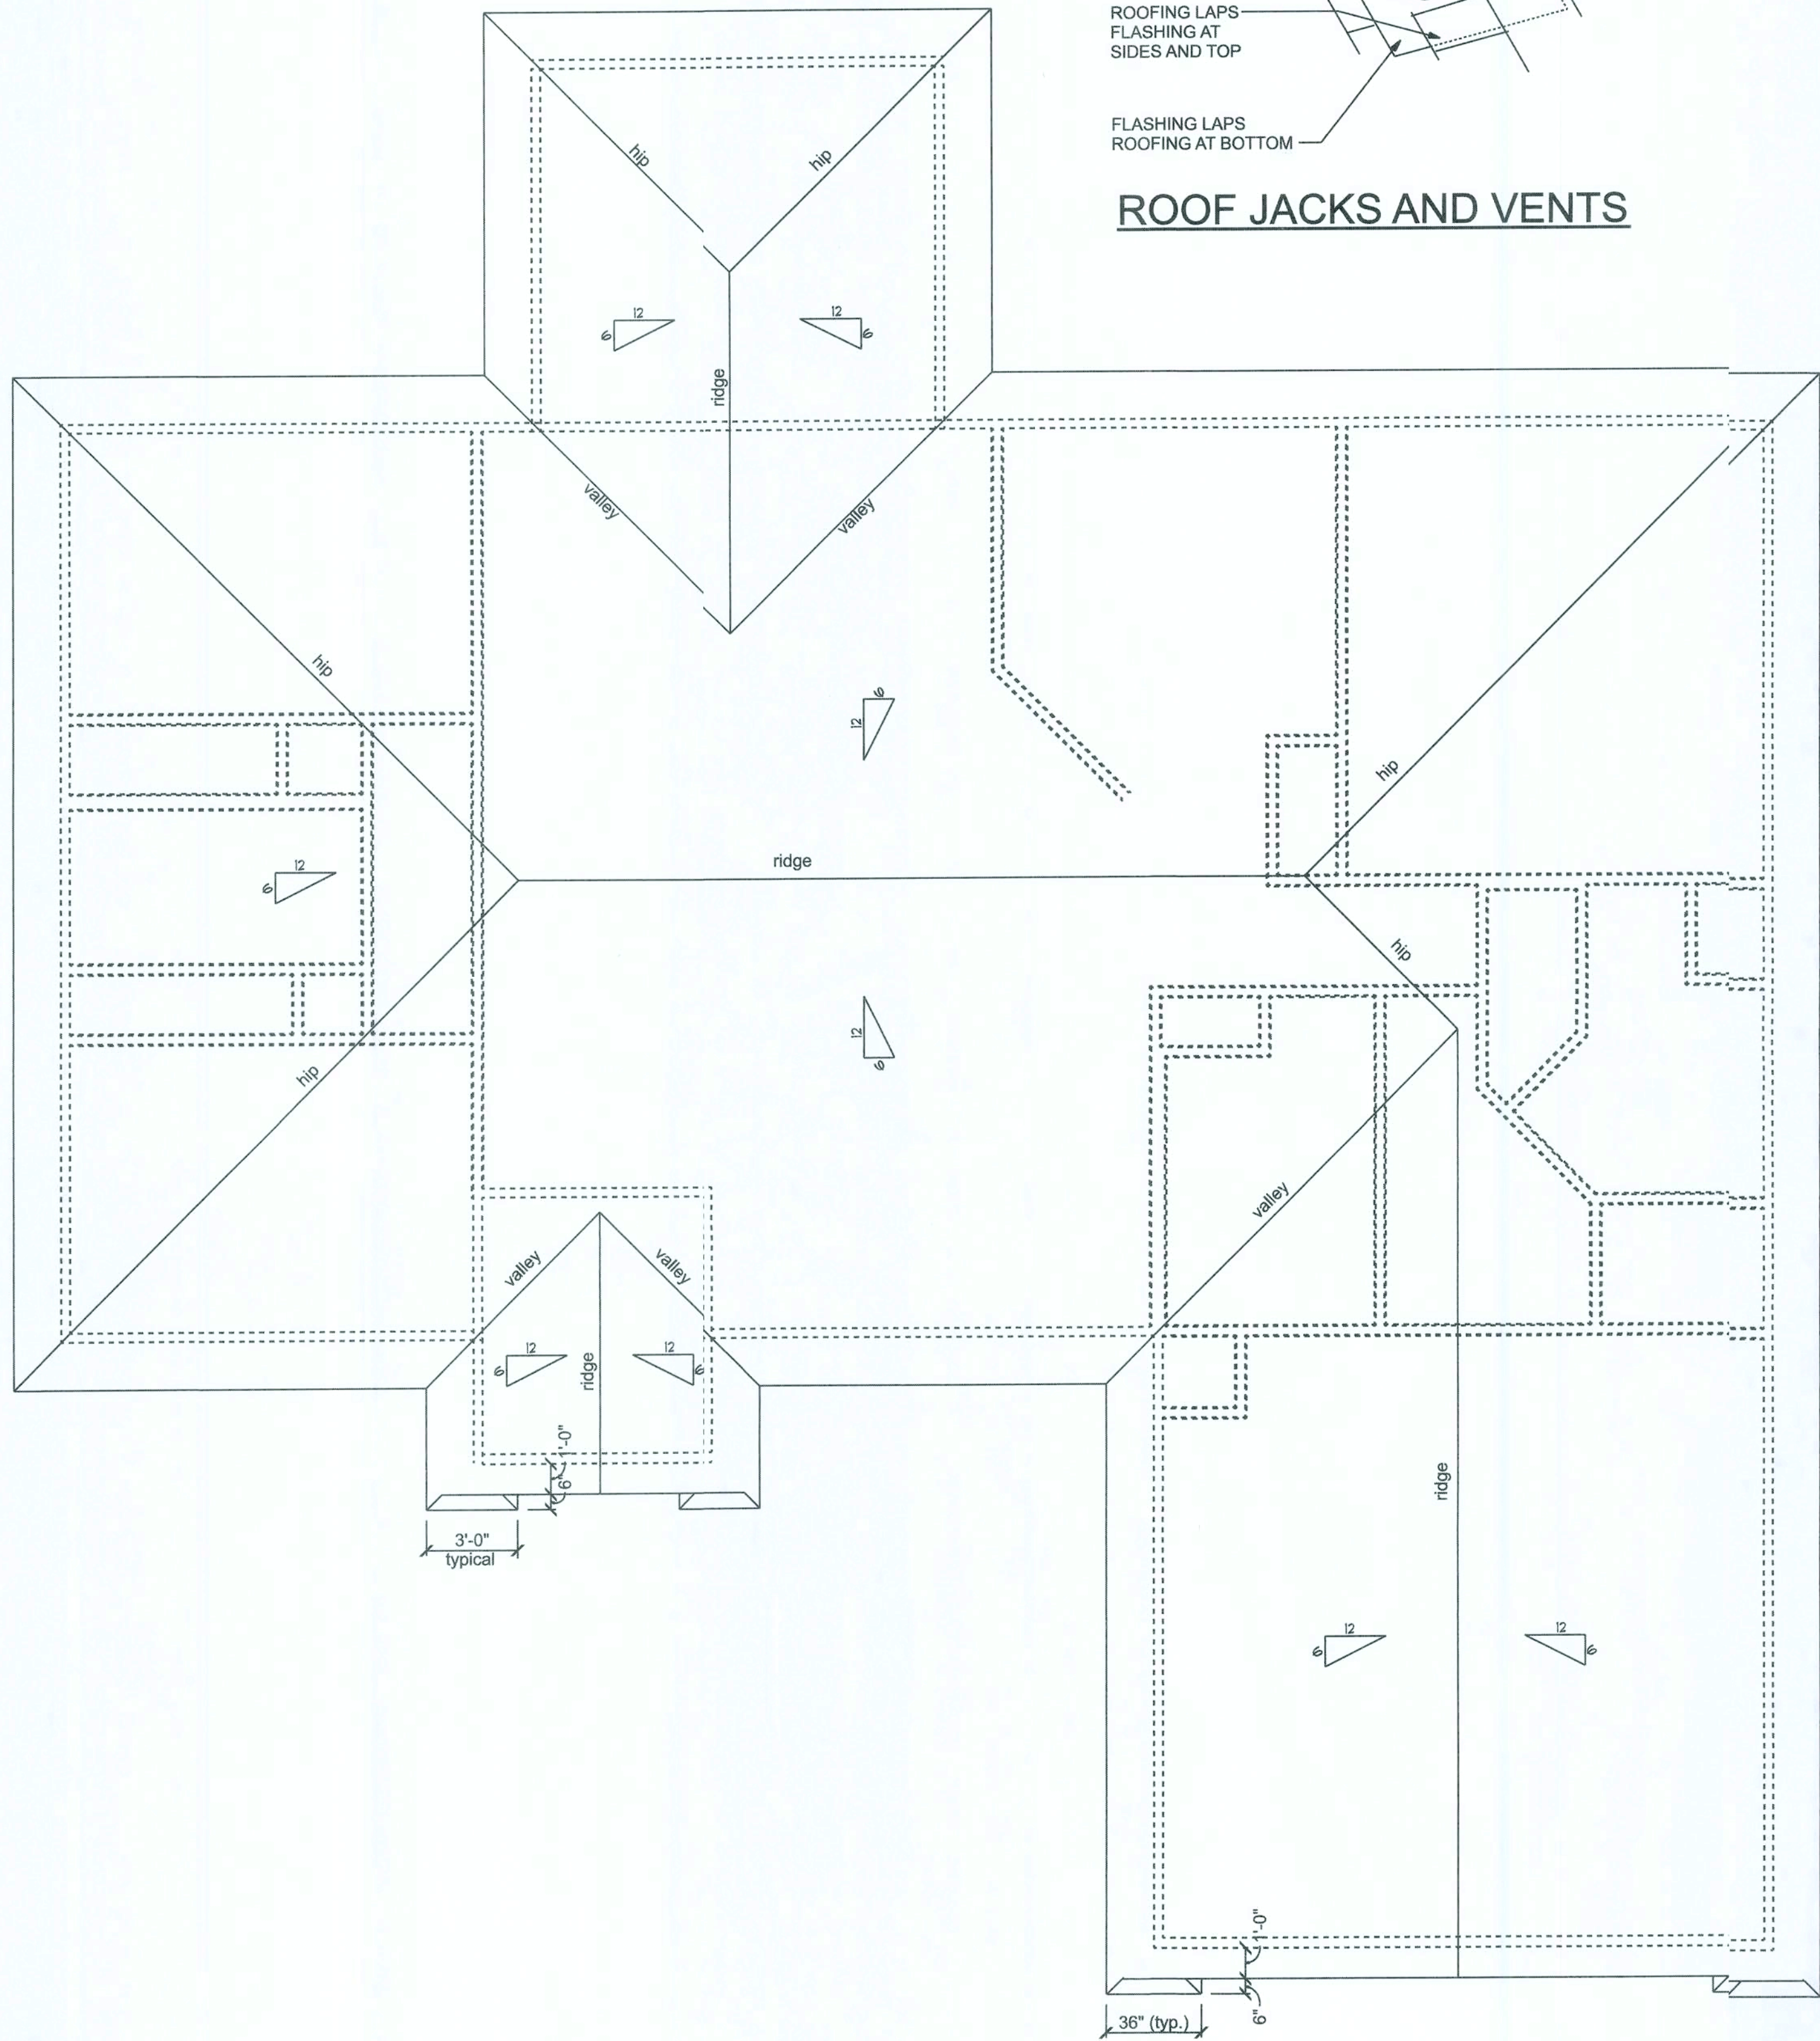 ROOFING LAPS
FLASHING AT
SIDES AND TOP
FLASHING LAPS
ROOFING AT BOTTOM
ROOF JACKS AND VENTS
hip
hip
12
6
12
6
ridge
valley
valley
hip
6
12
hip
ridge
12
6
hip
12
6
hip
valley
valley
valley
12
6
12
6
ridge
1'-0"
6"
3'-0"
typical
ridge
12
6
12
6
1'-0"
6"
36" (typ.)